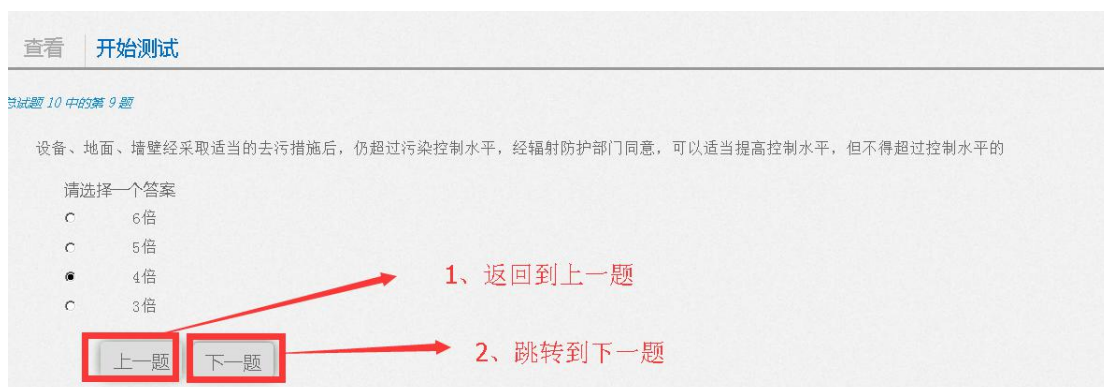 查看 开始测试
总试题 10 中的第 9 题
设备、地面、墙壁经采取适当的去污措施后，仍超过污染控制水平，经辐射防护部门同意，可以适当提高控制水平，但不得超过控制水平的
请选择一个答案
6倍
5倍
4倍
3倍
1、返回到上一题
上一题 下一题
2、跳转到下一题